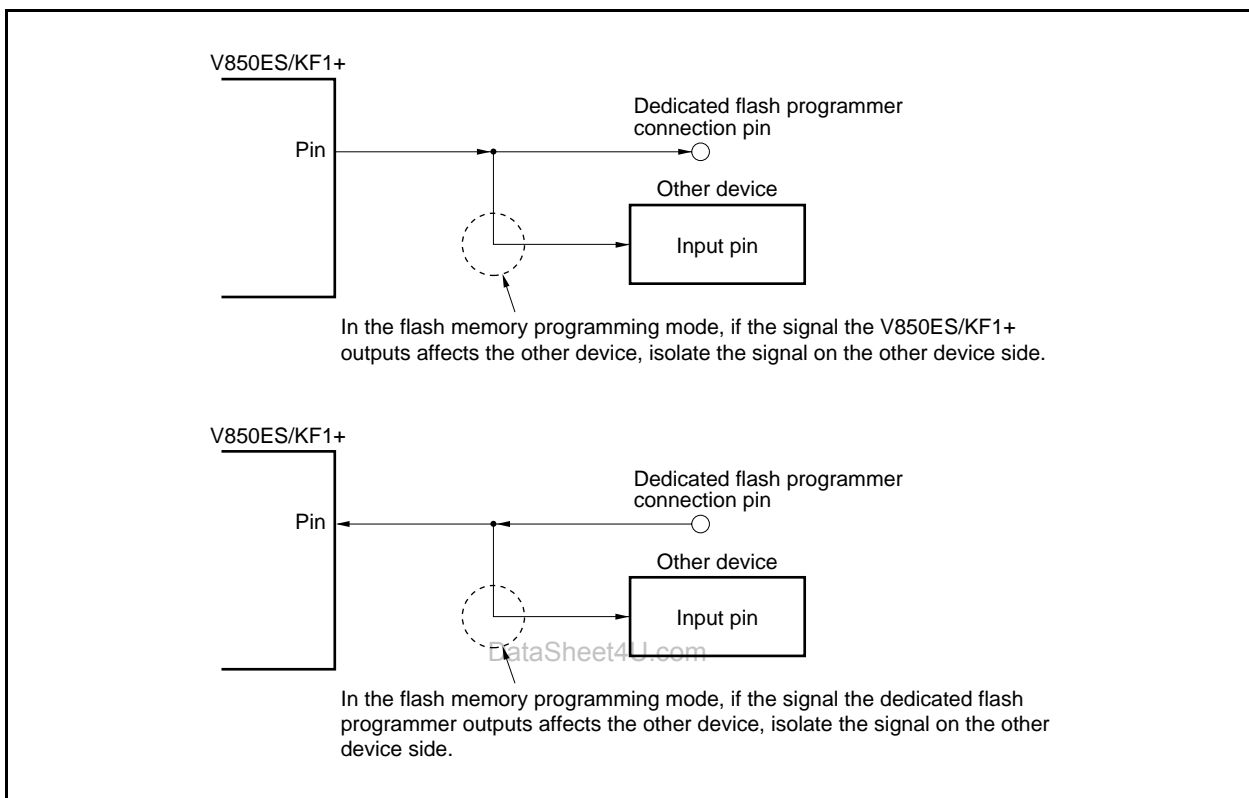 V850ES/KF1+
Dedicated flash programmer
connection pin
Pin
Other device
Input pin
In the flash memory programming mode, if the signal the V850ES/KF1+
outputs affects the other device, isolate the signal on the other device side.
V850ES/KF1+
Dedicated flash programmer
connection pin
Pin
Other device
Input pin
DataSheet4U.com
In the flash memory programming mode, if the signal the dedicated flash
programmer outputs affects the other device, isolate the signal on the other
device side.